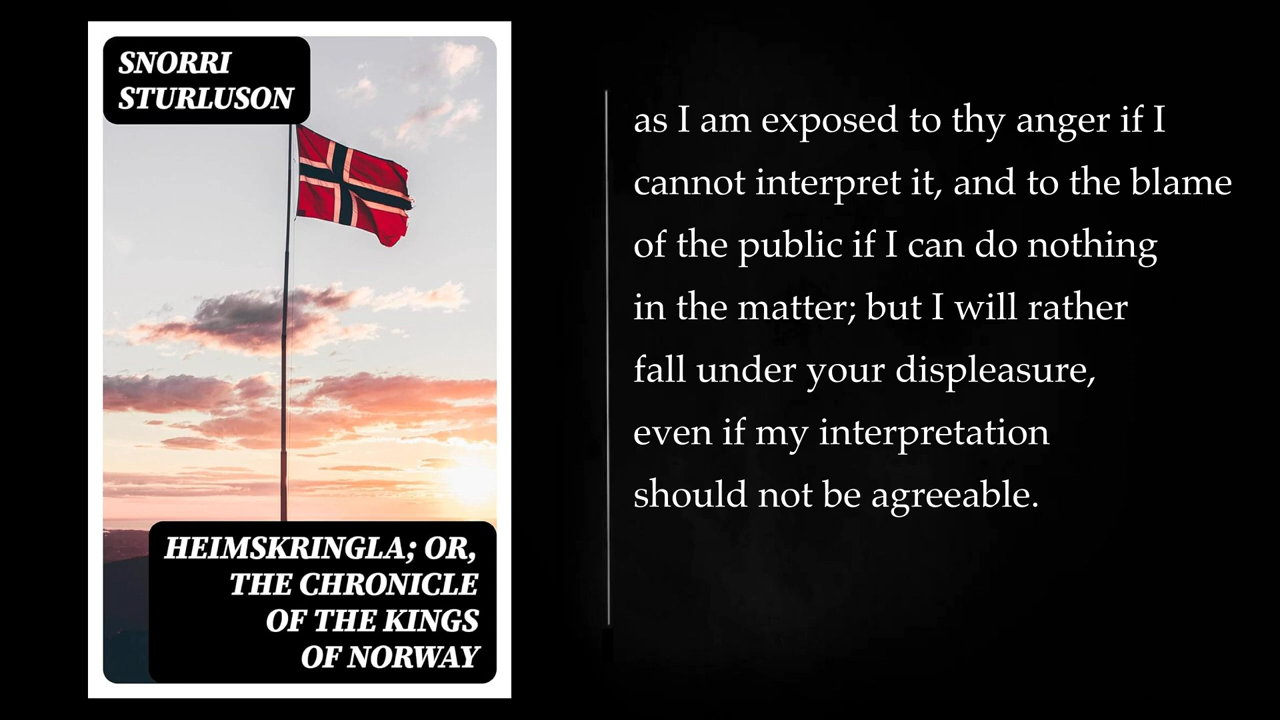 SNORRI
STURLUSON
HEIMSKRINGLA; OR,
THE CHRONICLE
OF THE KINGS
OF NORWAY
as I am exposed to thy anger if I
cannot interpret it, and to the blame
of the public if I can do nothing
in the matter; but I will rather
fall under your displeasure,
even if my interpretation
should not be agreeable.